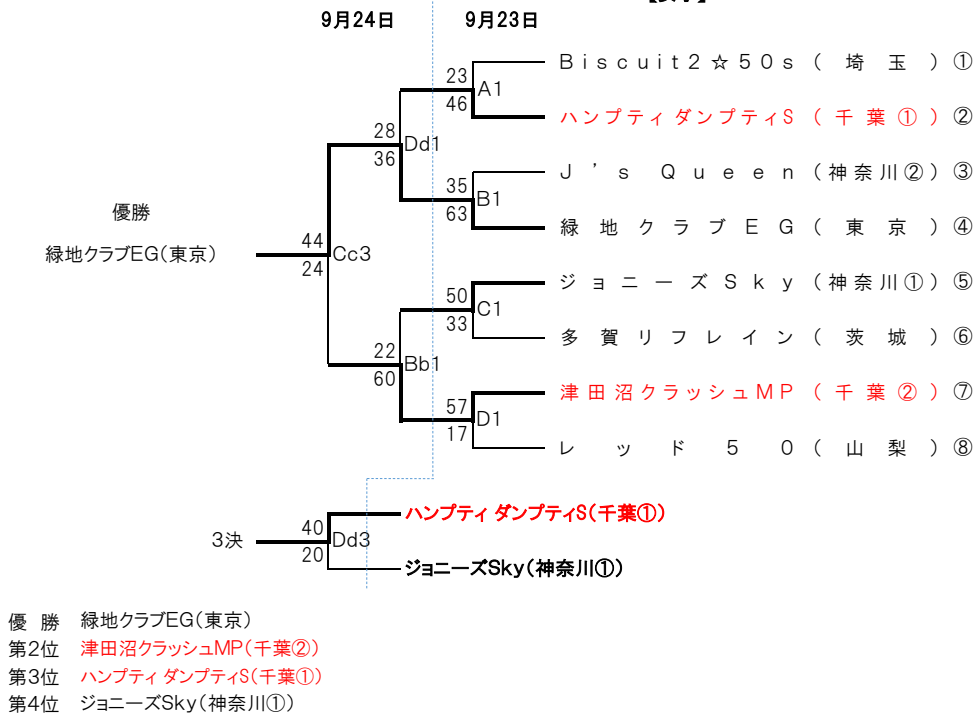 9月24日 9月23日
Biscuit2☆50s(埼玉)①
23
A1
46
ハンプティダンプティS(千葉①)②
28
Dd1
36
J's Queen(神奈川②)③
35
B1
63
緑地クラブEG(東京)④
優勝
緑地クラブEG(東京)
44
Cc3
24
ジョニーズSky(神奈川①)⑤
50
C1
33
多賀リフレイン(茨城)⑥
22
Bb1
60
津田沼クラッシュMP(千葉②)⑦
57
D1
17
レッド50(山梨)⑧
ハンプティダンプティS(千葉①)
40
3決 Dd3
20
ジョニーズSky(神奈川①)
優勝 緑地クラブEG(東京)
第2位 津田沼クラッシュMP(千葉②)
第3位 ハンプティダンプティS(千葉①)
第4位 ジョニーズSky(神奈川①)